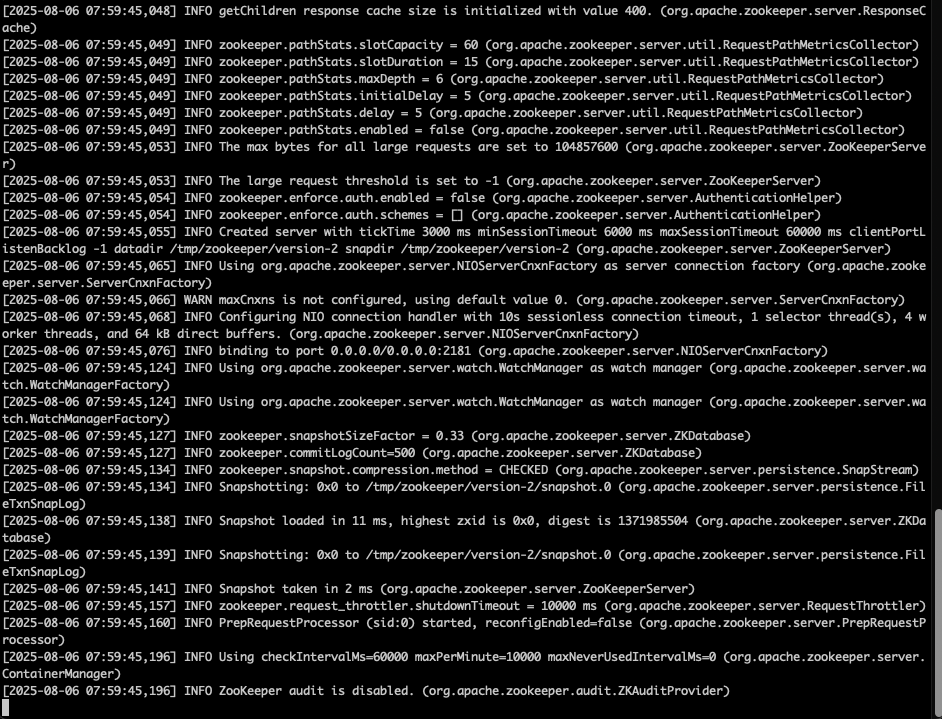 [2025-08-06 07:59:45,048] INFO getChildren response cache size is initialized with value 400. (org.apache.zookeeper.server.ResponseC
ache)
[2025-08-06 07:59:45,049] INFO zookeeper.pathStats.slotCapacity = 60 (org.apache.zookeeper.server.util.RequestPathMetricsCollector)
[2025-08-06 07:59:45,049] INFO zookeeper.pathStats.slotDuration = 15 (org.apache.zookeeper.server.util.RequestPathMetricsCollector)
[2025-08-06 07:59:45,049] INFO zookeeper.pathStats.maxDepth = 6 (org.apache.zookeeper.server.util.RequestPathMetricsCollector)
[2025-08-06 07:59:45,049] INFO zookeeper.pathStats.initialDelay = 5 (org.apache.zookeeper.server.util.RequestPathMetricsCollector)
[2025-08-06 07:59:45,049] INFO zookeeper.pathStats.delay = 5 (org.apache.zookeeper.server.util.RequestPathMetricsCollector)
[2025-08-06 07:59:45,049] INFO zookeeper.pathStats.enabled = false (org.apache.zookeeper.server.util.RequestPathMetricsCollector)
[2025-08-06 07:59:45,053] INFO The max bytes for all large requests are set to 104857600 (org.apache.zookeeper.server.ZooKeeperServe
r)
[2025-08-06 07:59:45,053] INFO The large request threshold is set to -1 (org.apache.zookeeper.server.ZooKeeperServer)
[2025-08-06 07:59:45,054] INFO zookeeper.enforce.auth.enabled = false (org.apache.zookeeper.server.AuthenticationHelper)
[2025-08-06 07:59:45,054] INFO zookeeper.enforce.auth.schemes = [] (org.apache.zookeeper.server.AuthenticationHelper)
[2025-08-06 07:59:45,055] INFO Created server with tickTime 3000 ms minSessionTimeout 6000 ms maxSessionTimeout 60000 ms clientPortL
istenBacklog -1 datadir /tmp/zookeeper/version-2 snapdir /tmp/zookeeper/version-2 (org.apache.zookeeper.server.ZooKeeperServer)
[2025-08-06 07:59:45,065] INFO Using org.apache.zookeeper.server.NIOServerCnxnFactory as server connection factory (org.apache.zooke
eper.server.ServerCnxnFactory)
[2025-08-06 07:59:45,066] WARN maxCnxns is not configured, using default value 0. (org.apache.zookeeper.server.ServerCnxnFactory)
[2025-08-06 07:59:45,068] INFO Configuring NIO connection handler with 10s sessionless connection timeout, 1 selector thread(s), 4 w
orker threads, and 64 kB direct buffers. (org.apache.zookeeper.server.NIOServerCnxnFactory)
[2025-08-06 07:59:45,076] INFO binding to port 0.0.0.0/0.0.0.0:2181 (org.apache.zookeeper.server.NIOServerCnxnFactory)
[2025-08-06 07:59:45,124] INFO Using org.apache.zookeeper.server.watch.WatchManager as watch manager (org.apache.zookeeper.server.wa
tch.WatchManagerFactory)
[2025-08-06 07:59:45,124] INFO Using org.apache.zookeeper.server.watch.WatchManager as watch manager (org.apache.zookeeper.server.wa
tch.WatchManagerFactory)
[2025-08-06 07:59:45,127] INFO zookeeper.snapshotSizeFactor = 0.33 (org.apache.zookeeper.server.ZKDatabase)
[2025-08-06 07:59:45,127] INFO zookeeper.commitLogCount=500 (org.apache.zookeeper.server.ZKDatabase)
[2025-08-06 07:59:45,134] INFO zookeeper.snapshot.compression.method = CHECKED (org.apache.zookeeper.server.persistence.SnapStream)
[2025-08-06 07:59:45,134] INFO Snapshotting: 0x0 to /tmp/zookeeper/version-2/snapshot.0 (org.apache.zookeeper.server.persistence.Fil
eTxnSnapLog)
[2025-08-06 07:59:45,138] INFO Snapshot loaded in 11 ms, highest zxid is 0x0, digest is 1371985504 (org.apache.zookeeper.server.ZKDa
tabase)
[2025-08-06 07:59:45,139] INFO Snapshotting: 0x0 to /tmp/zookeeper/version-2/snapshot.0 (org.apache.zookeeper.server.persistence.Fil
eTxnSnapLog)
[2025-08-06 07:59:45,141] INFO Snapshot taken in 2 ms (org.apache.zookeeper.server.ZooKeeperServer)
[2025-08-06 07:59:45,157] INFO zookeeper.request_throttler.shutdownTimeout = 10000 ms (org.apache.zookeeper.server.RequestThrottler)
[2025-08-06 07:59:45,160] INFO PrepRequestProcessor (sid:0) started, reconfigEnabled=false (org.apache.zookeeper.server.PrepRequestP
rocessor)
[2025-08-06 07:59:45,196] INFO Using checkIntervalMs=60000 maxPerMinute=10000 maxNeverUsedIntervalMs=0 (org.apache.zookeeper.server.
ContainerManager)
[2025-08-06 07:59:45,196] INFO ZooKeeper audit is disabled. (org.apache.zookeeper.audit.ZKAuditProvider)